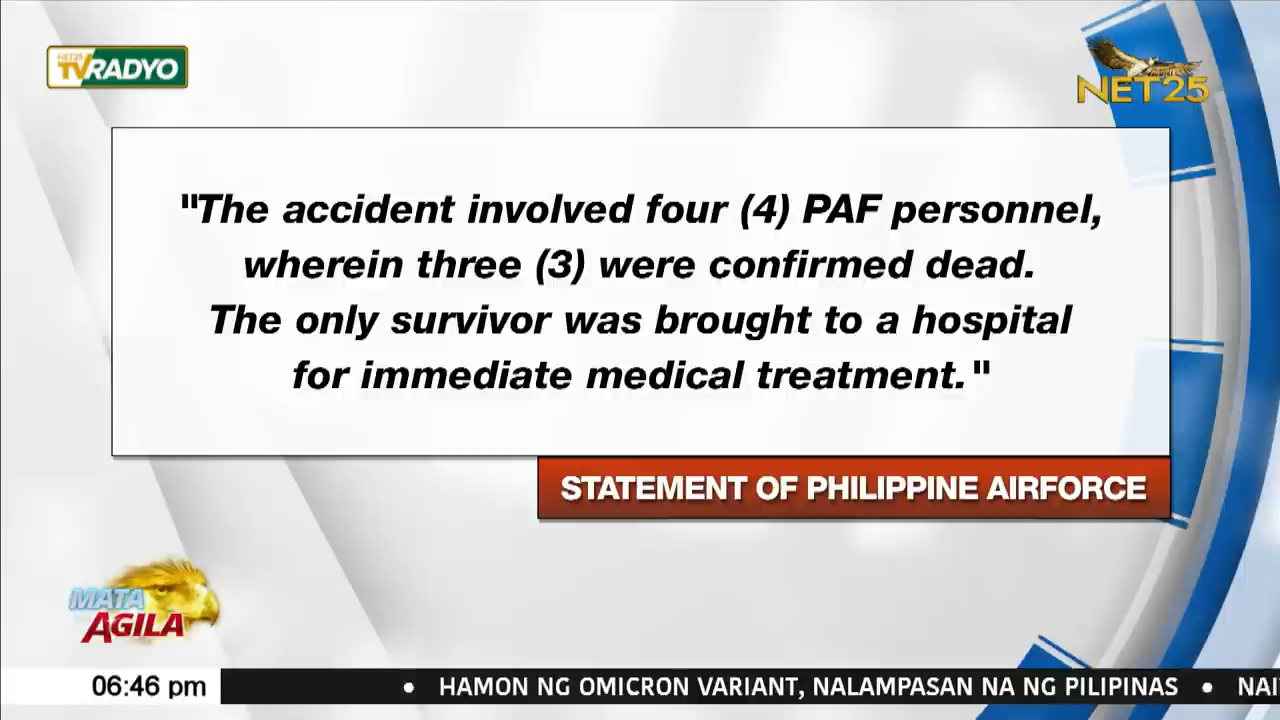 NET25
TVRADYO
NET25
"The accident involved four (4) PAF personnel,
wherein three (3) were confirmed dead.
The only survivor was brought to a hospital
for immediate medical treatment."
STATEMENT OF PHILIPPINE AIRFORCE
MATA
AGILA
06:46 pm
• HAMON NG OMICRON VARIANT, NALAMPASAN NA NG PILIPINAS • NAI